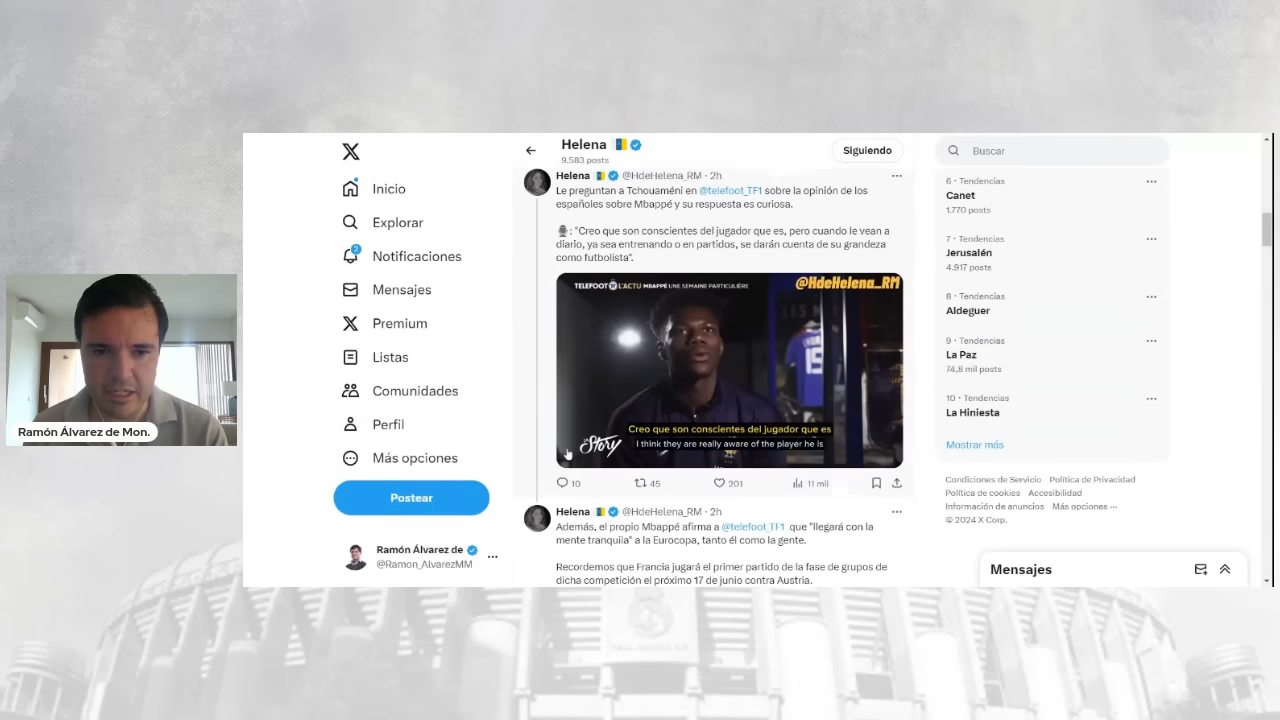 Ramón Álvarez de Mon.
Inicio
Explorar
2
Notificaciones
Mensajes
Premium
Listas
Comunidades
Perfil
Más opciones
Postear
Ramón Álvarez de
@Ramon_AlvarezMM
Helena
9.583 posts
Siguiendo
Helena @HdeHelena_RM · 2h
Le preguntan a Tchouaméni en @telefoot_TF1 sobre la opinión de los
españoles sobre Mbappé y su respuesta es curiosa.
: "Creo que son conscientes del jugador que es, pero cuando le vean a
diario, ya sea entrenando o en partidos, se darán cuenta de su grandeza
como futbolista".
TELEFOOT L'ACTU MBAPPÉ UNE SEMAINE PARTICULIÈRE
@HdeHelena_RM
15
Creo que son conscientes del jugador que es
I think they are really aware of the player he is
Story
10 45 201 11 mil
Helena @HdeHelena_RM · 2h
Además, el propio Mbappé afirma a @telefoot_TF1 que "llegará con la
mente tranquila" a la Eurocopa, tanto él como la gente.
Recordemos que Francia jugará el primer partido de la fase de grupos de
dicha competición el próximo 17 de junio contra Austria.
Buscar
6 · Tendencias
Canet
1.770 posts
7 · Tendencias
Jerusalén
4.917 posts
8 · Tendencias
Aldeguer
9 · Tendencias
La Paz
74,8 mil posts
10 · Tendencias
La Hiniesta
Mostrar más
Condiciones de Servicio Política de Privacidad
Política de cookies Accesibilidad
Información de anuncios Más opciones ···
© 2024 X Corp.
Mensajes